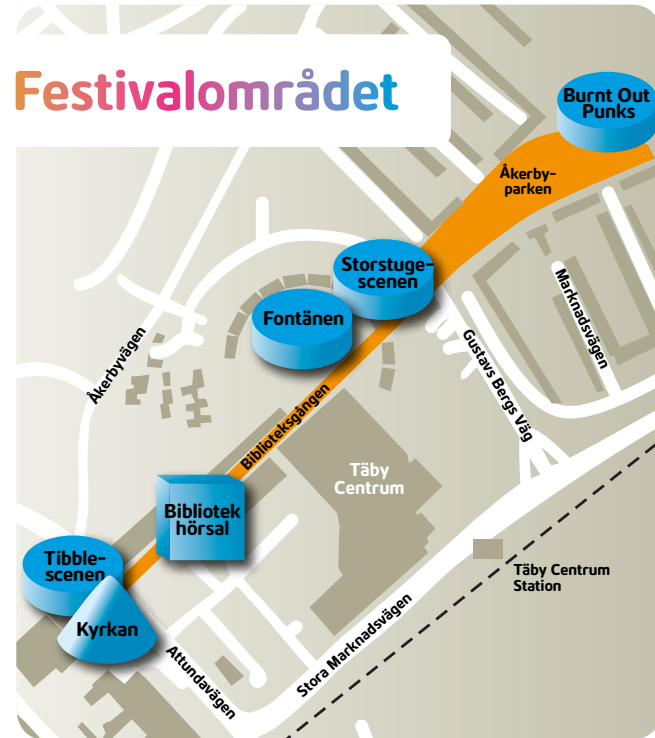 Festivalområdet
Burnt Out
Punks
Åkerby-
parken
Storstuge-
scenen
Fontänen
Marknadsvägen
Gustavs Bergs Väg
Åkerbyvägen
Biblioteksgången
Täby
Centrum
Bibliotek
hörsal
Tibble-
scenen
Täby Centrum
Station
Kyrkan
Attundavägen
Stora Marknadsvägen